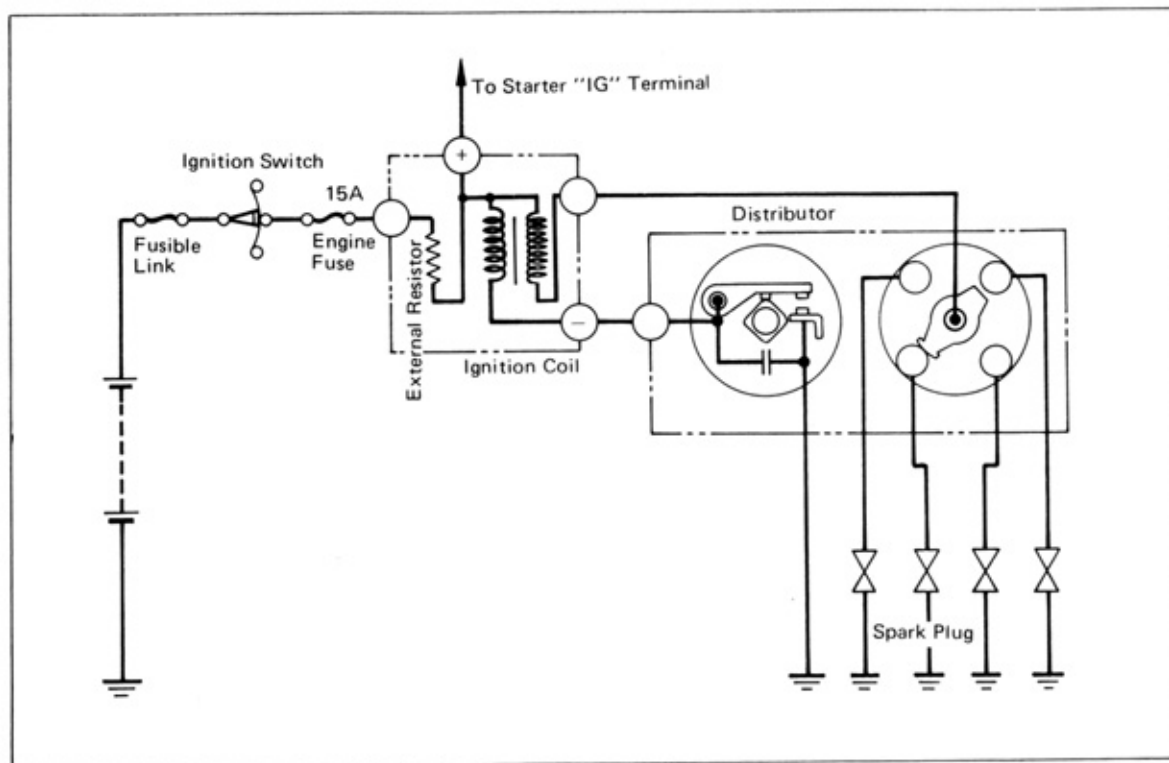 To Starter "IG" Terminal
+
Ignition Switch
15A
Distributor
Fusible
Link
Engine
Fuse
External Resistor
−
Ignition Coil
Spark Plug